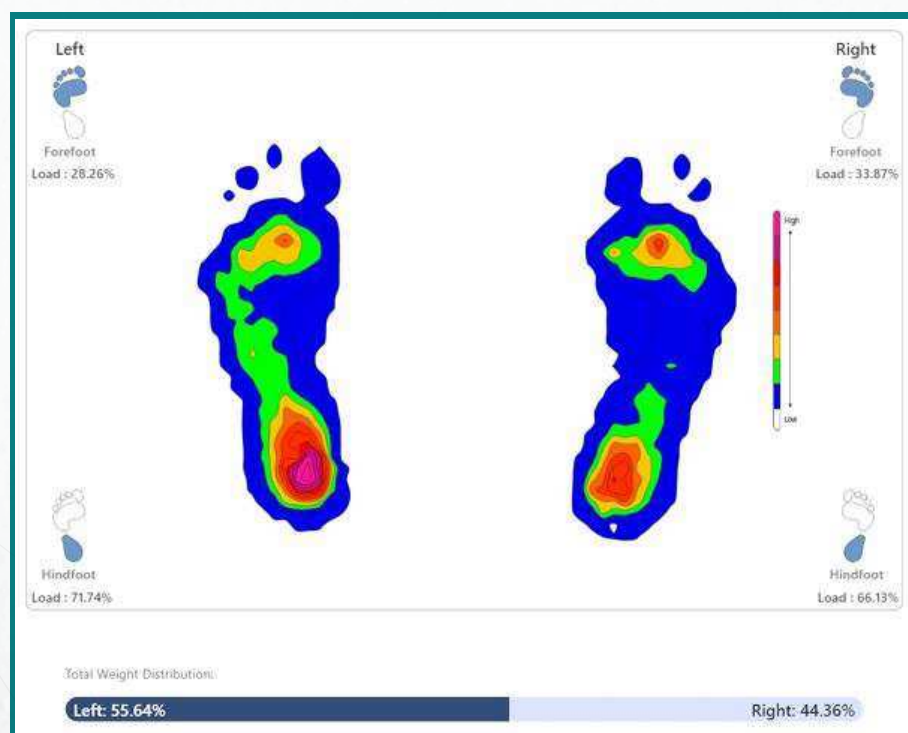 Left
Right
Forefoot
Load : 28.26%
Forefoot
Load : 33.87%
High
Low
Hindfoot
Load : 71.74%
Hindfoot
Load : 66.13%
Total Weight Distribution:
Left: 55.64%
Right: 44.36%